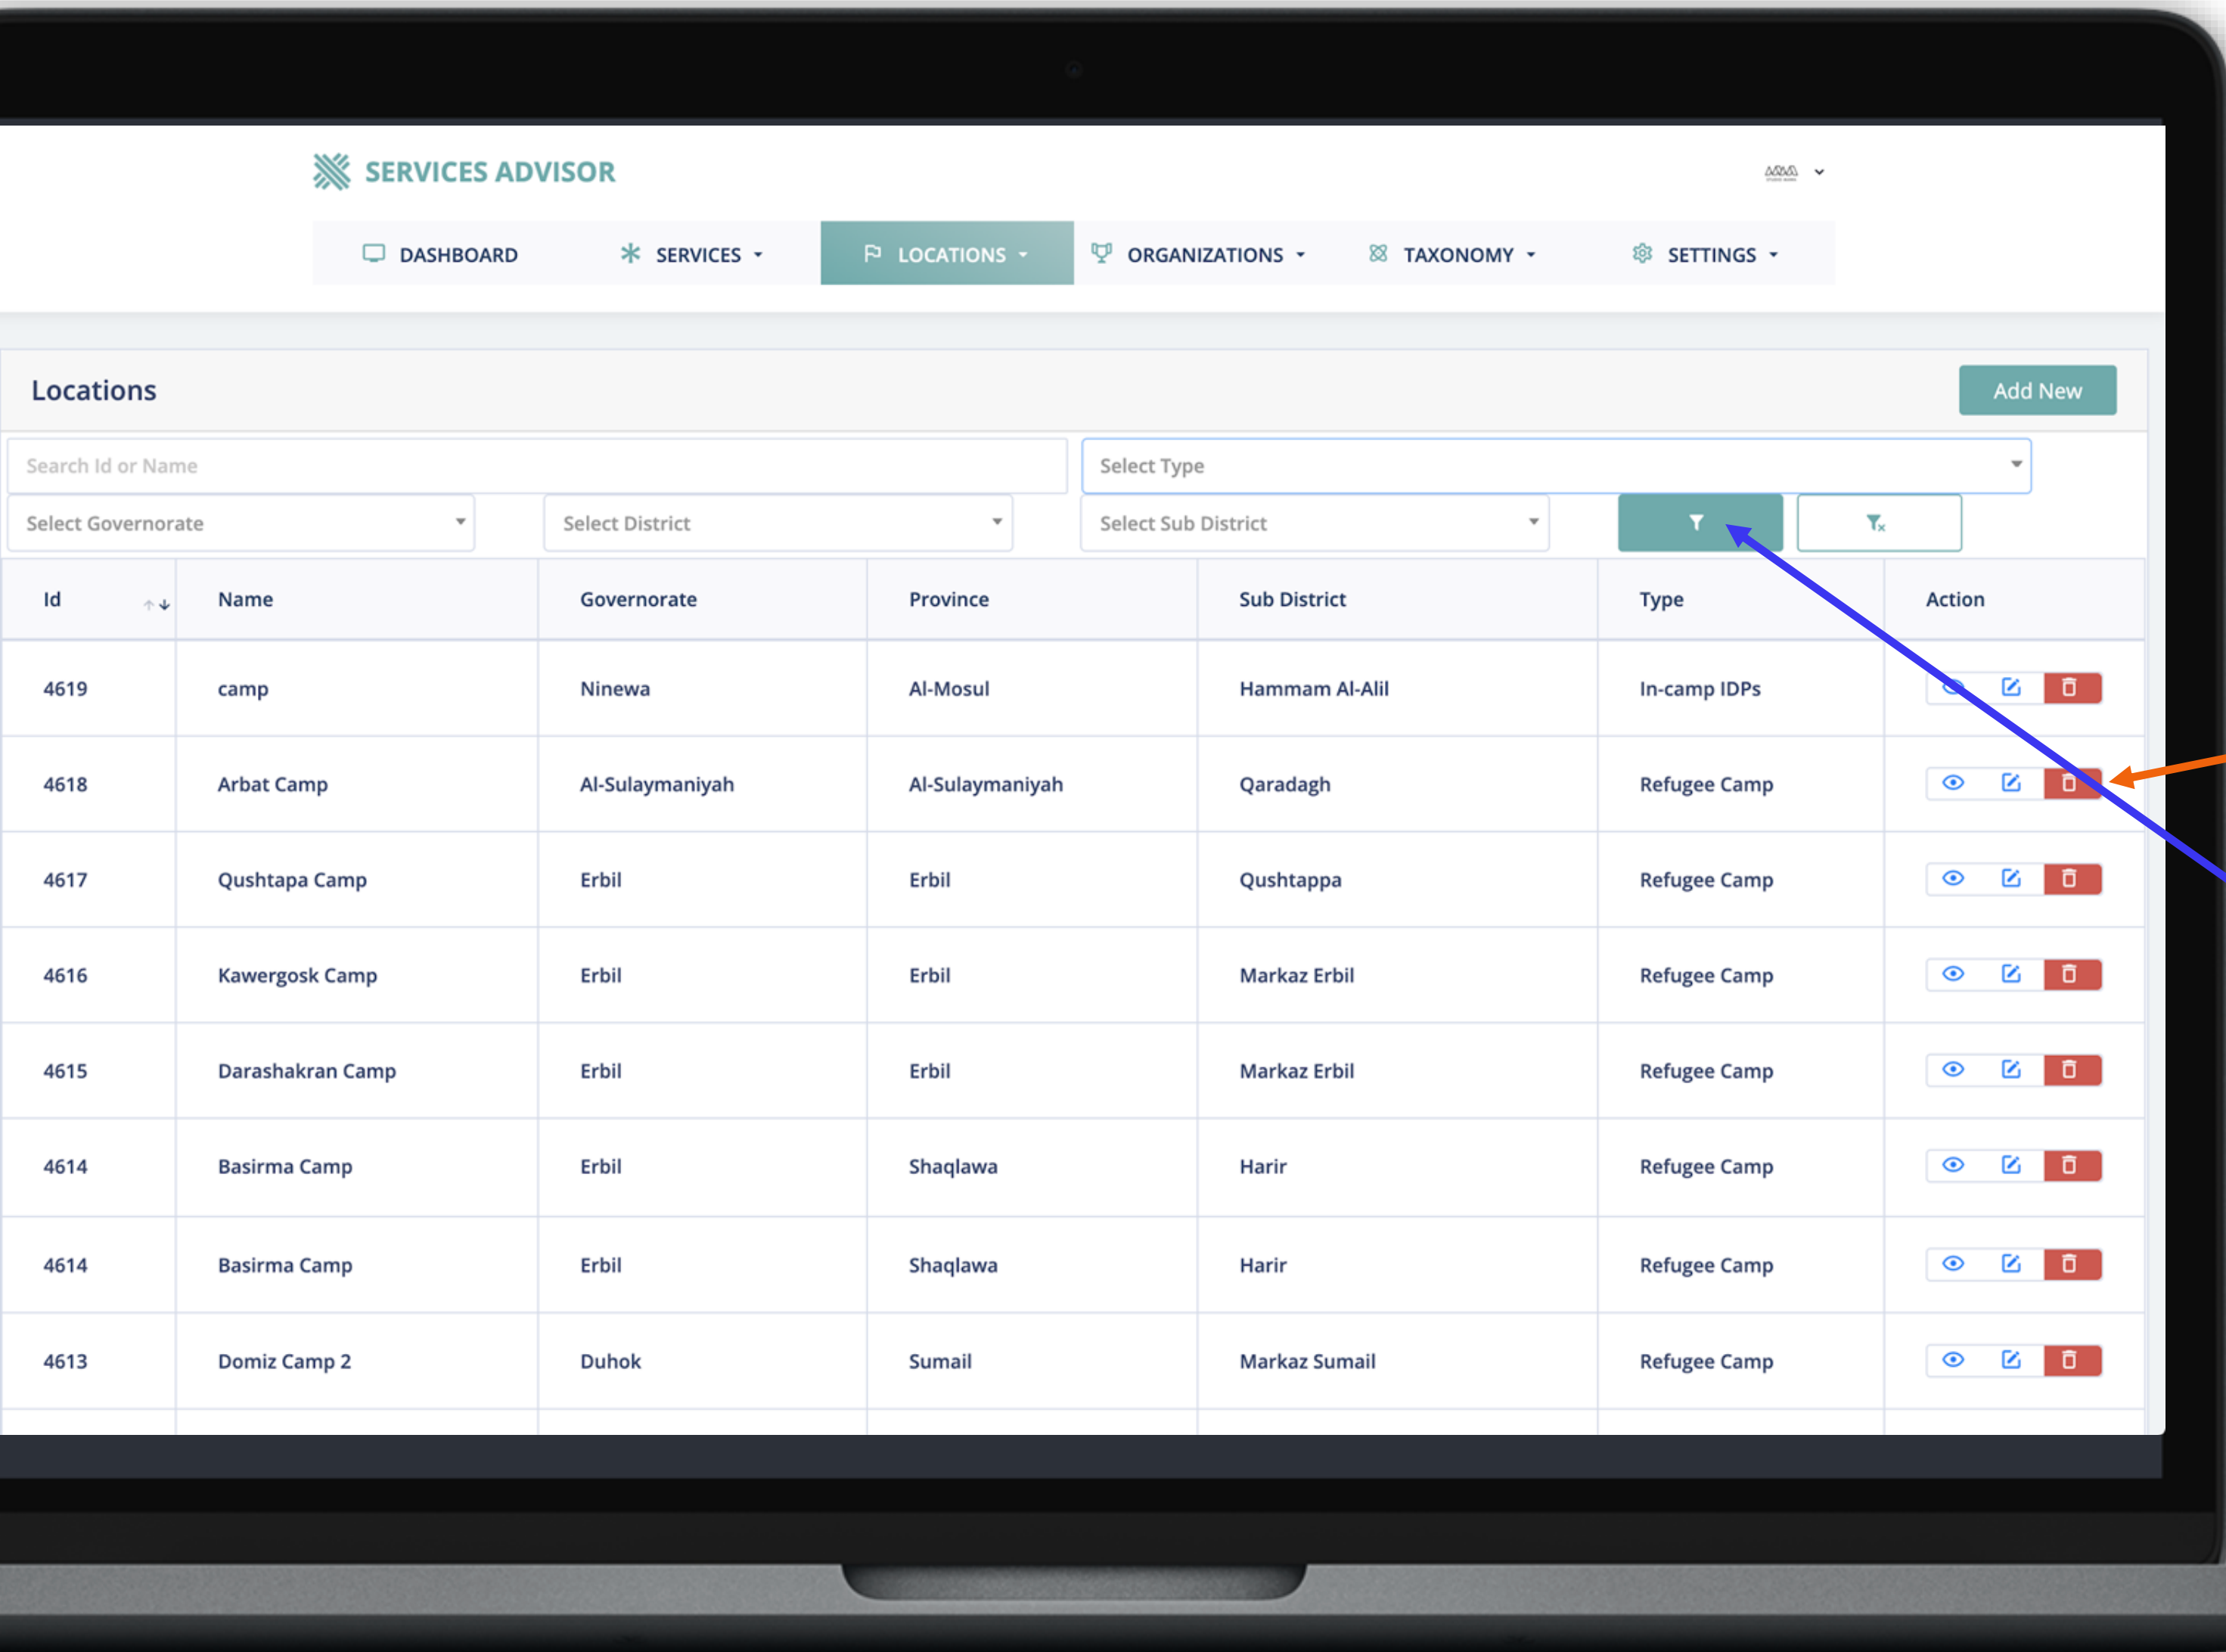 SERVICES ADVISOR
DASHBOARD SERVICES LOCATIONS ORGANIZATIONS TAXONOMY SETTINGS
Locations Add New
Search Id or Name Select Type
Select Governorate Select District Select Sub District
Id Name Governorate Province Sub District Type Action
4619 camp Ninewa Al-Mosul Hammam Al-Alil In-camp IDPs
4618 Arbat Camp Al-Sulaymaniyah Al-Sulaymaniyah Qaradagh Refugee Camp
4617 Qushtapa Camp Erbil Erbil Qushtappa Refugee Camp
4616 Kawergosk Camp Erbil Erbil Markaz Erbil Refugee Camp
4615 Darashakran Camp Erbil Erbil Markaz Erbil Refugee Camp
4614 Basirma Camp Erbil Shaqlawa Harir Refugee Camp
4614 Basirma Camp Erbil Shaqlawa Harir Refugee Camp
4613 Domiz Camp 2 Duhok Sumail Markaz Sumail Refugee Camp